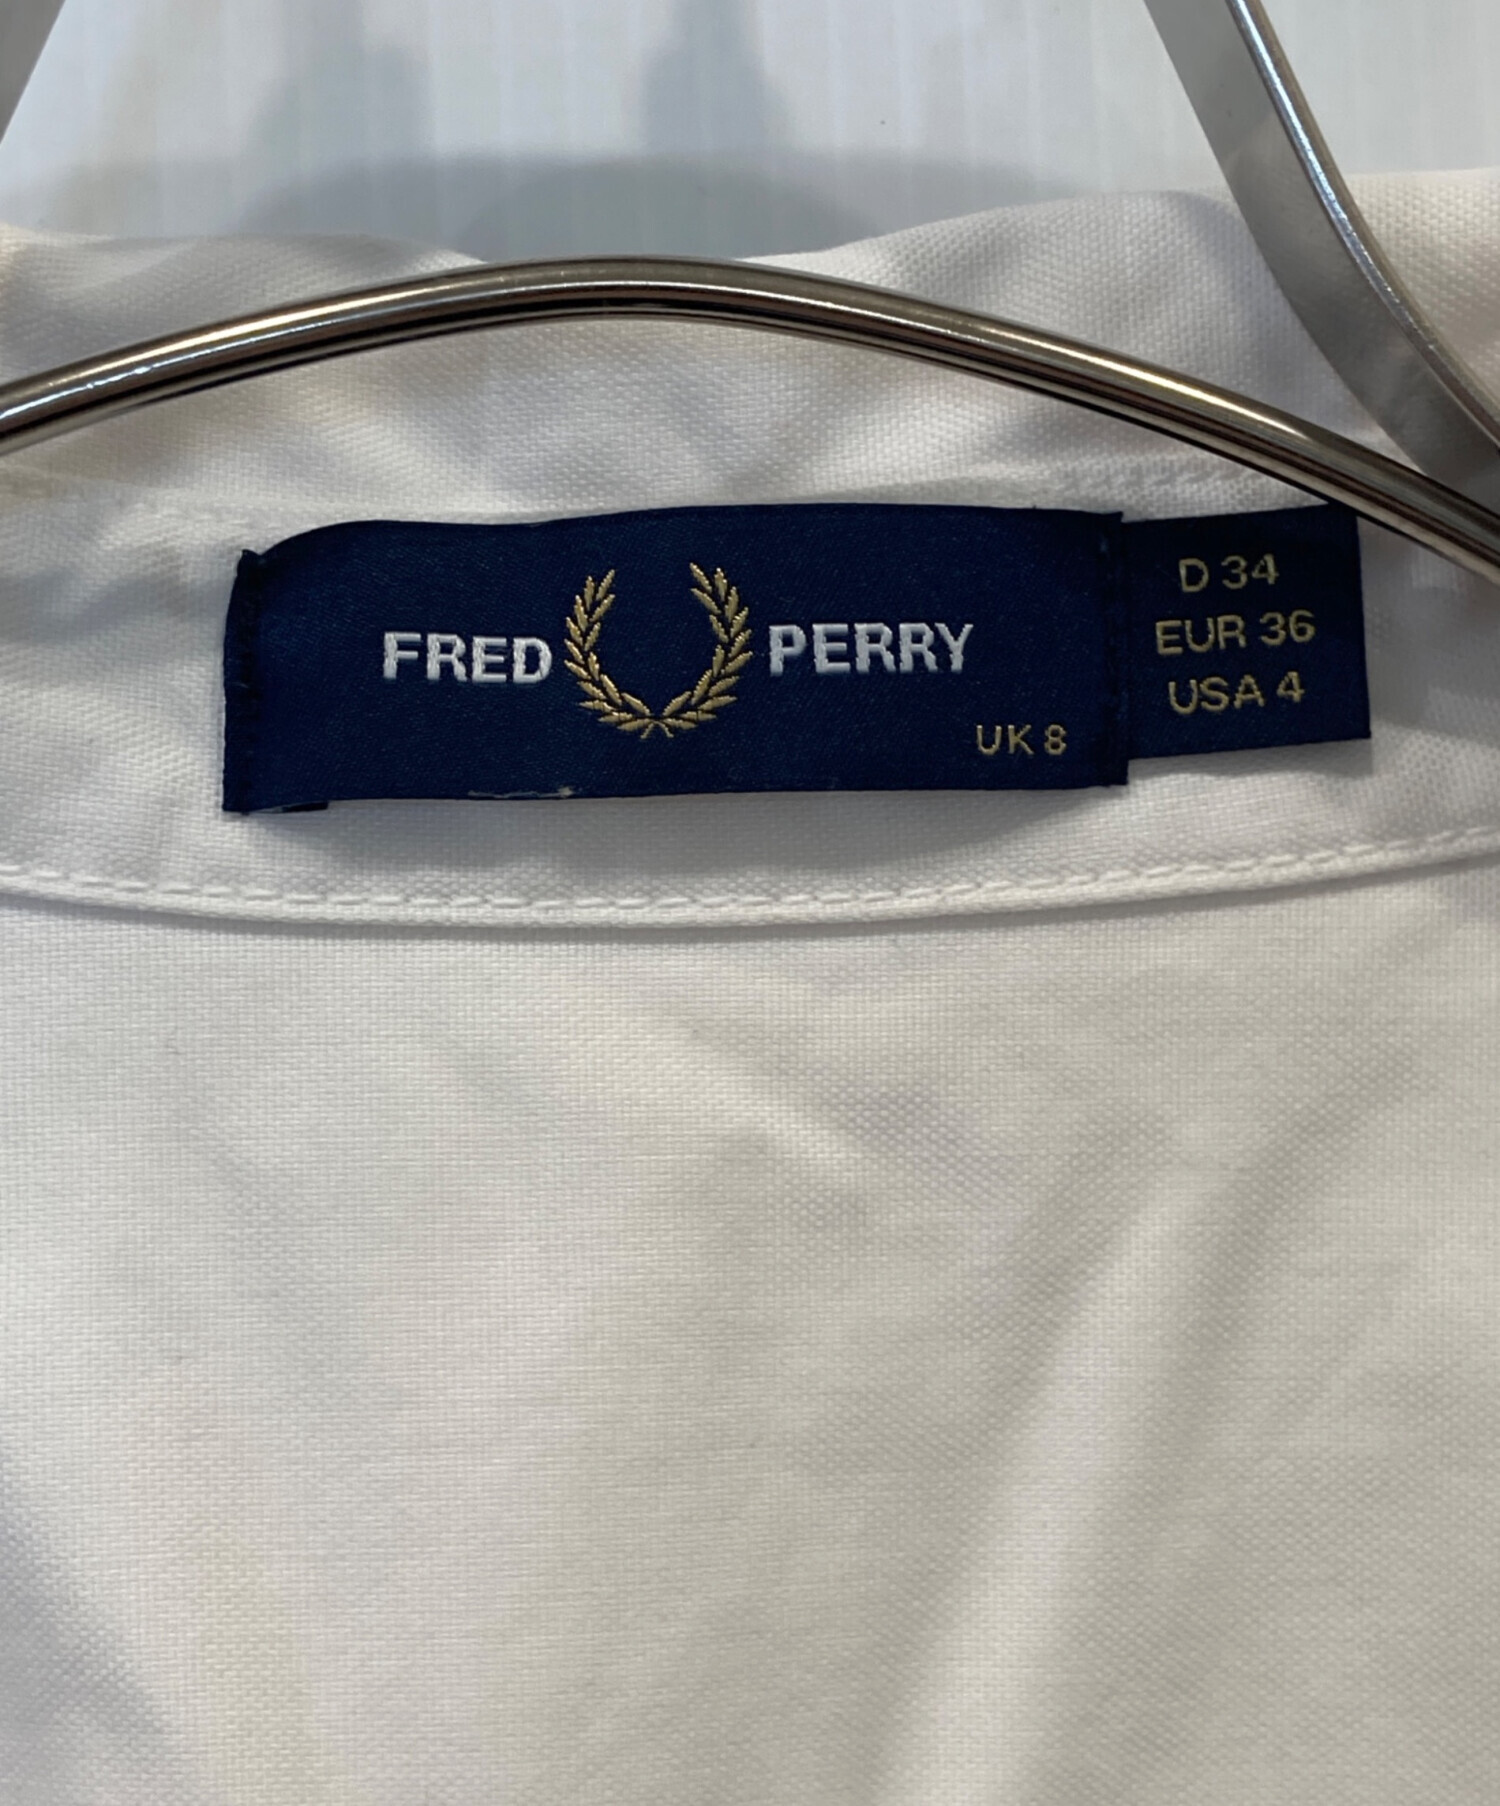 FRED PERRY
UK 8
D 34
EUR 36
USA 4